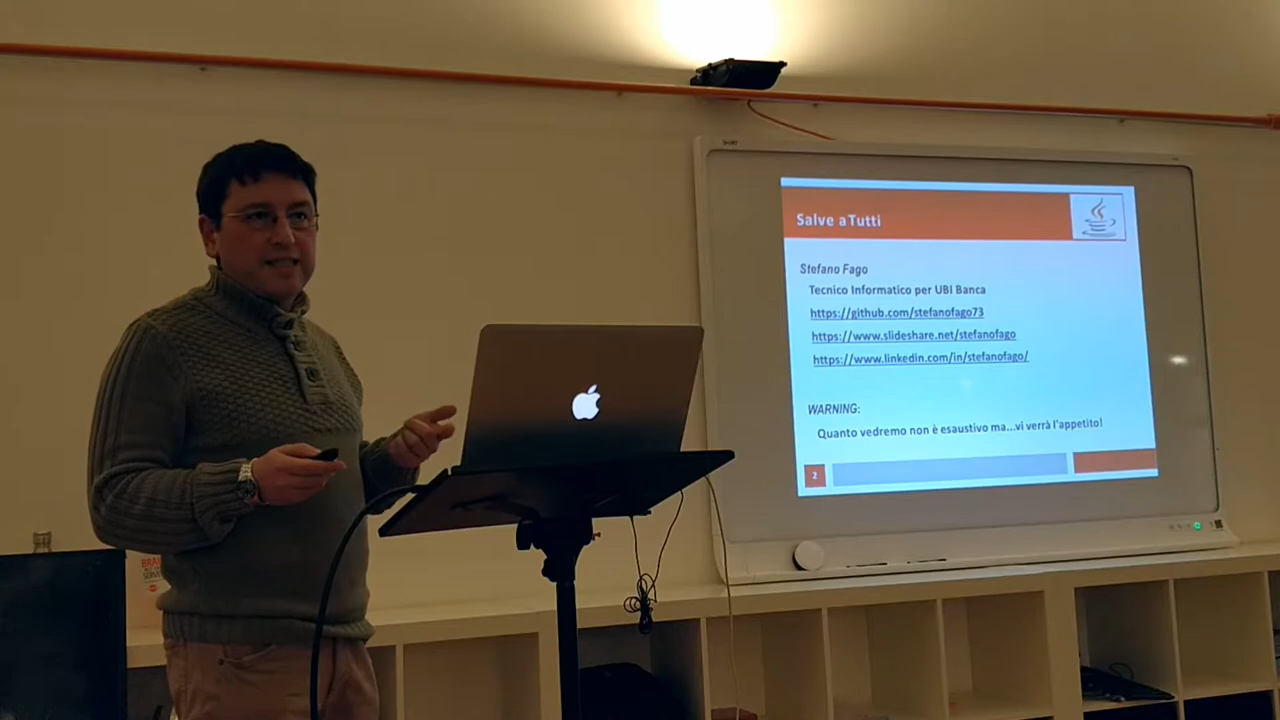 SMART
Salve a Tutti
Stefano Fago
Tecnico Informatico per UBI Banca
https://github.com/stefanofago73
https://www.slideshare.net/stefanofago
https://www.linkedin.com/in/stefanofago/
WARNING:
Quanto vedremo non è esaustivo ma...vi verrà l'appetito!
2